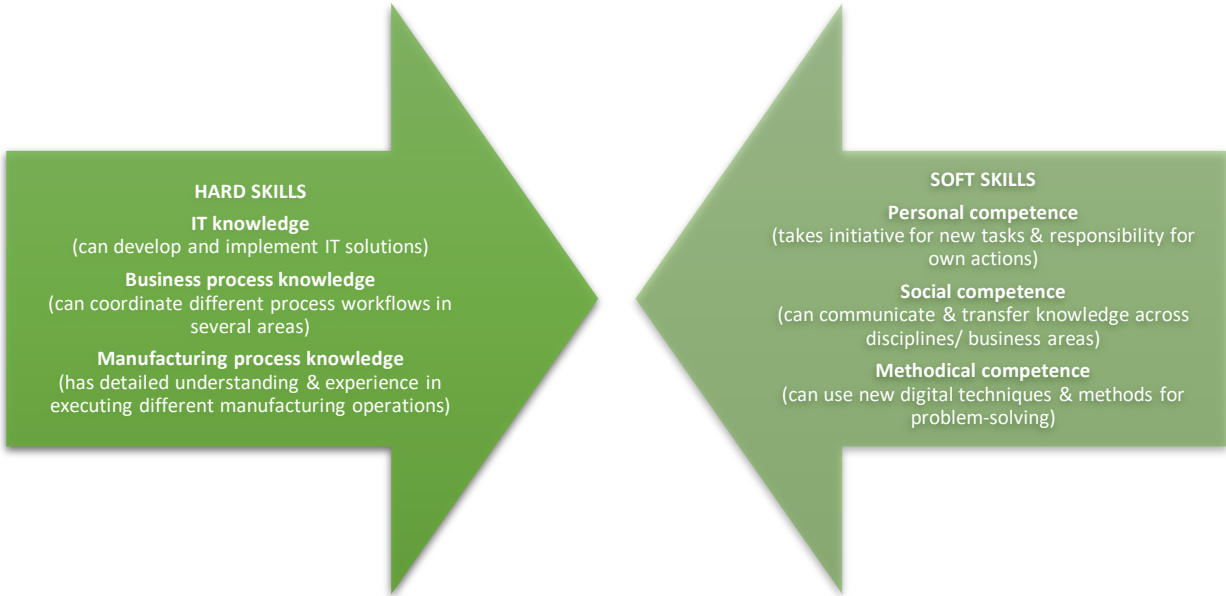 HARD SKILLS
IT knowledge
(can develop and implement IT solutions)
Business process knowledge
(can coordinate different process workflows in
several areas)
Manufacturing process knowledge
(has detailed understanding & experience in
executing different manufacturing operations)
SOFT SKILLS
Personal competence
(takes initiative for new tasks & responsibility for
own actions)
Social competence
(can communicate & transfer knowledge across
disciplines/ business areas)
Methodical competence
(can use new digital techniques & methods for
problem-solving)